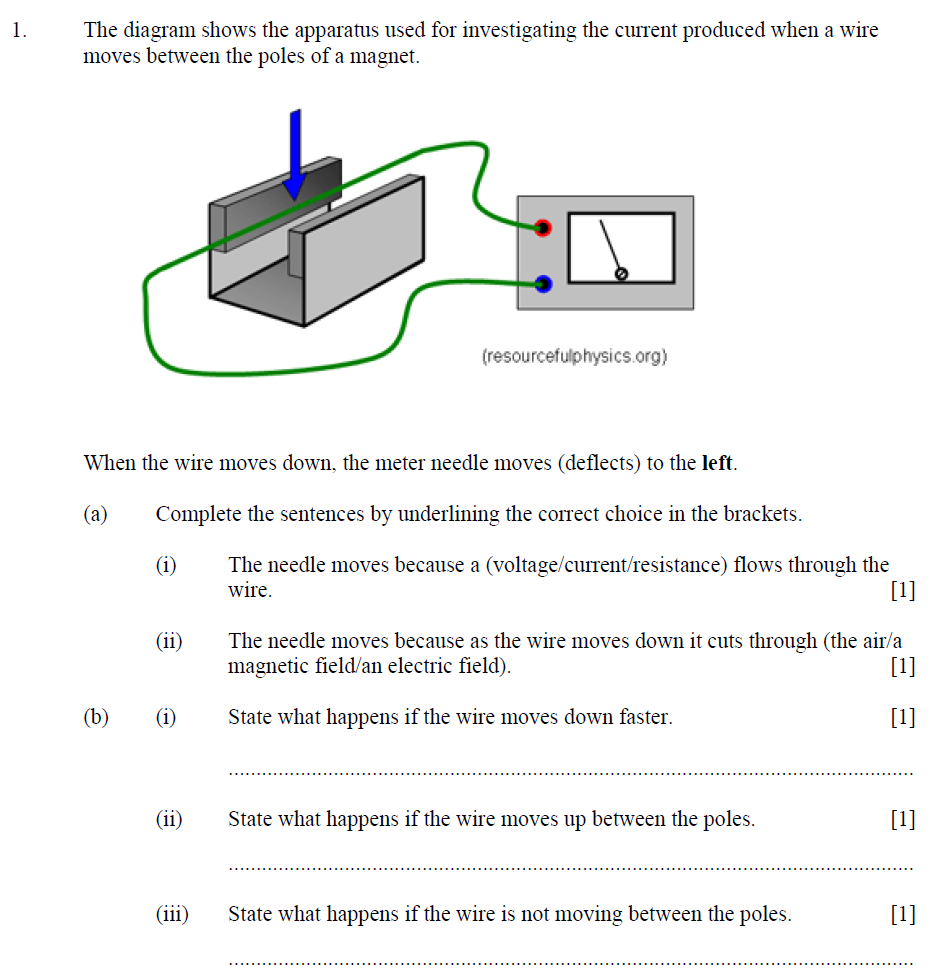 1. The diagram shows the apparatus used for investigating the current produced when a wire
moves between the poles of a magnet.
(resourcefulphysics.org)
When the wire moves down, the meter needle moves (deflects) to the left.
(a) Complete the sentences by underlining the correct choice in the brackets.
(i) The needle moves because a (voltage/current/resistance) flows through the
wire. [1]
(ii) The needle moves because as the wire moves down it cuts through (the air/a
magnetic field/an electric field). [1]
(b) (i) State what happens if the wire moves down faster. [1]
(ii) State what happens if the wire moves up between the poles. [1]
(iii) State what happens if the wire is not moving between the poles. [1]